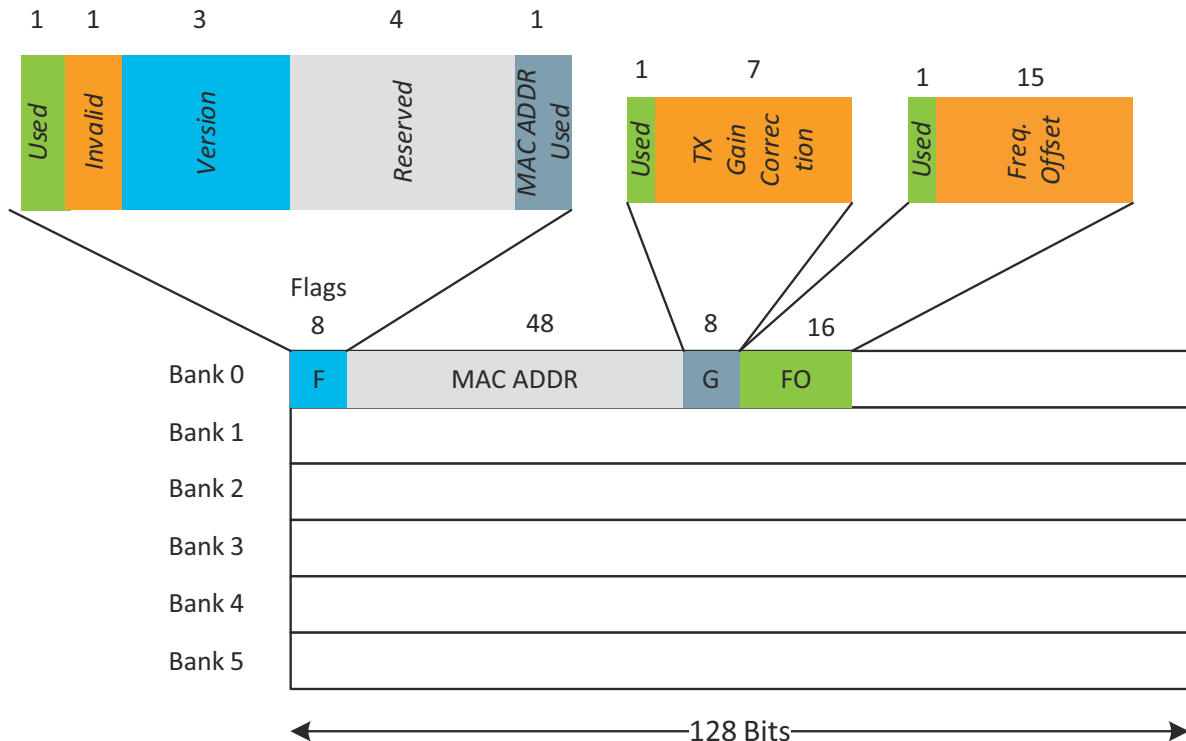 1 1 3 4 1
Used
Invalid
Version
Reserved
MAC ADDR
Used
1 7
Used
TX
Gain
Correc
tion
1 15
Used
Freq.
Offset
Flags
8 48 8 16
Bank 0 F MAC ADDR G FO
Bank 1
Bank 2
Bank 3
Bank 4
Bank 5
128 Bits